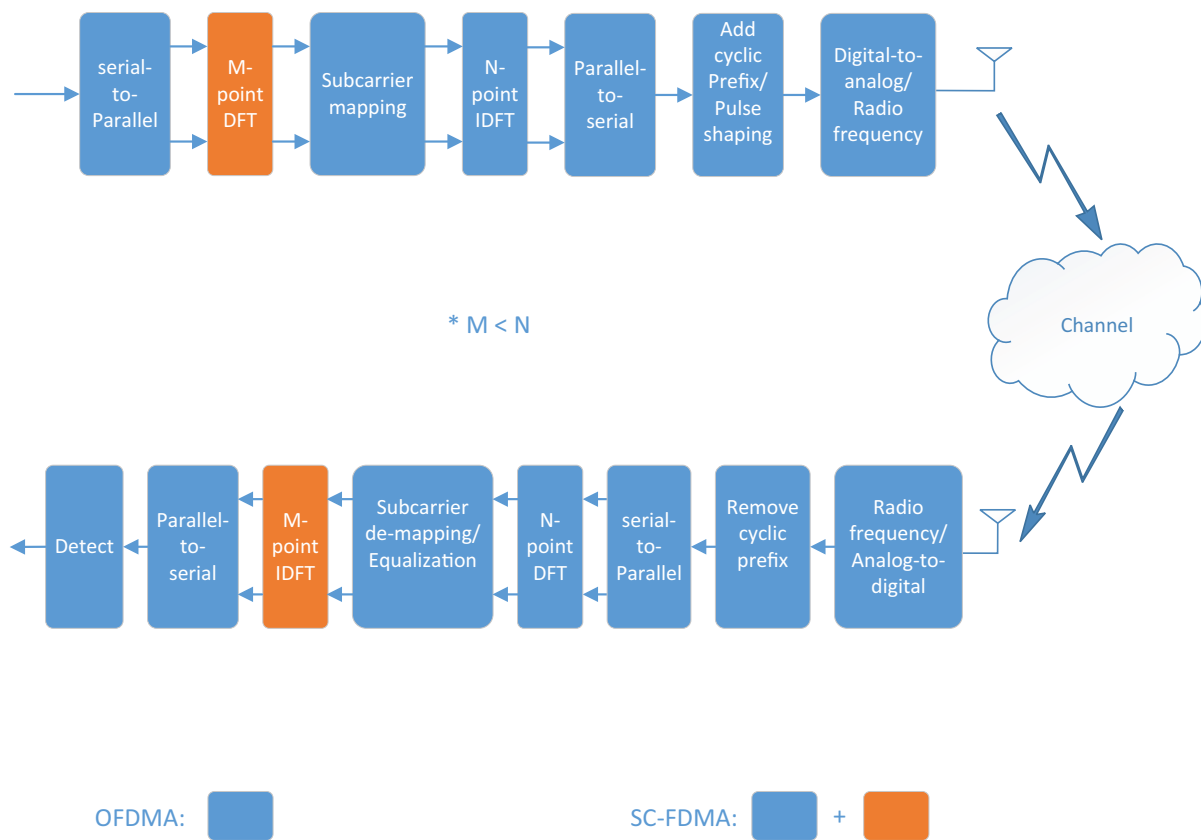 serial-
to-
Parallel
M-
point
DFT
Subcarrier
mapping
N-
point
IDFT
Parallel-
to-
serial
Add
cyclic
Prefix/
Pulse
shaping
Digital-to-
analog/
Radio
frequency
* M < N
Channel
Detect
Parallel-
to-
serial
M-
point
IDFT
Subcarrier
de-mapping/
Equalization
N-
point
DFT
serial-
to-
Parallel
Remove
cyclic
prefix
Radio
frequency/
Analog-to-
digital
OFDMA:
SC-FDMA: +